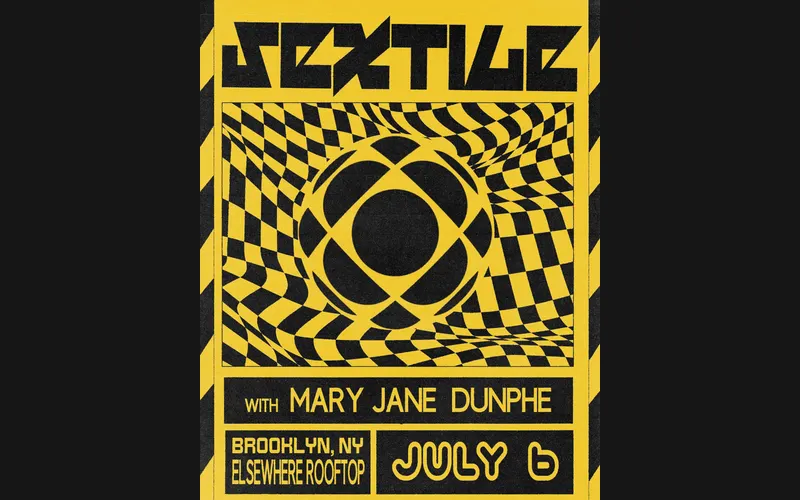 SEXTILE
WITH MARY JANE DUNPHE
BROOKLYN, NY
ELSEWHERE ROOFTOP
JULY 6